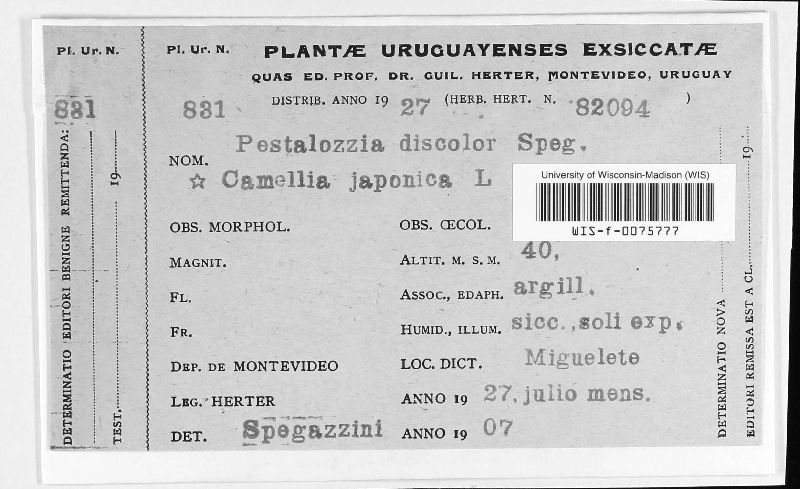 Pl. Ur. N.
881
DETERMINATIO EDITORI BENIGNE REMITTENDA:
19
TEST.
Pl. Ur. N.
PLANTÆ URUGUAYENSES EXSICCATÆ
QUAS ED. PROF. DR. GUIL. HERTER, MONTEVIDEO, URUGUAY
831 DISTRIB. ANNO 19 27 (HERB. HERT. N. 82094 )
NOM. Pestalozzia discolor Speg.
☆ Camellia japonica L
University of Wisconsin-Madison (WIS)
WIS-f-0075777
OBS. MORPHOL.
OBS. ŒCOL.
MAGNIT.
ALTIT. M. S. M. 40,
FL.
ASSOC., EDAPH. argill.
FR.
HUMID., ILLUM. sicc.,soli exp.
DEP. DE MONTEVIDEO
LOC. DICT. Miguelete
LEG. HERTER
ANNO 19 27, julio mens.
DET. Spegazzini
ANNO 19 07
DETERMINATIO NOVA
EDITORI REMISSA EST A CL. 19